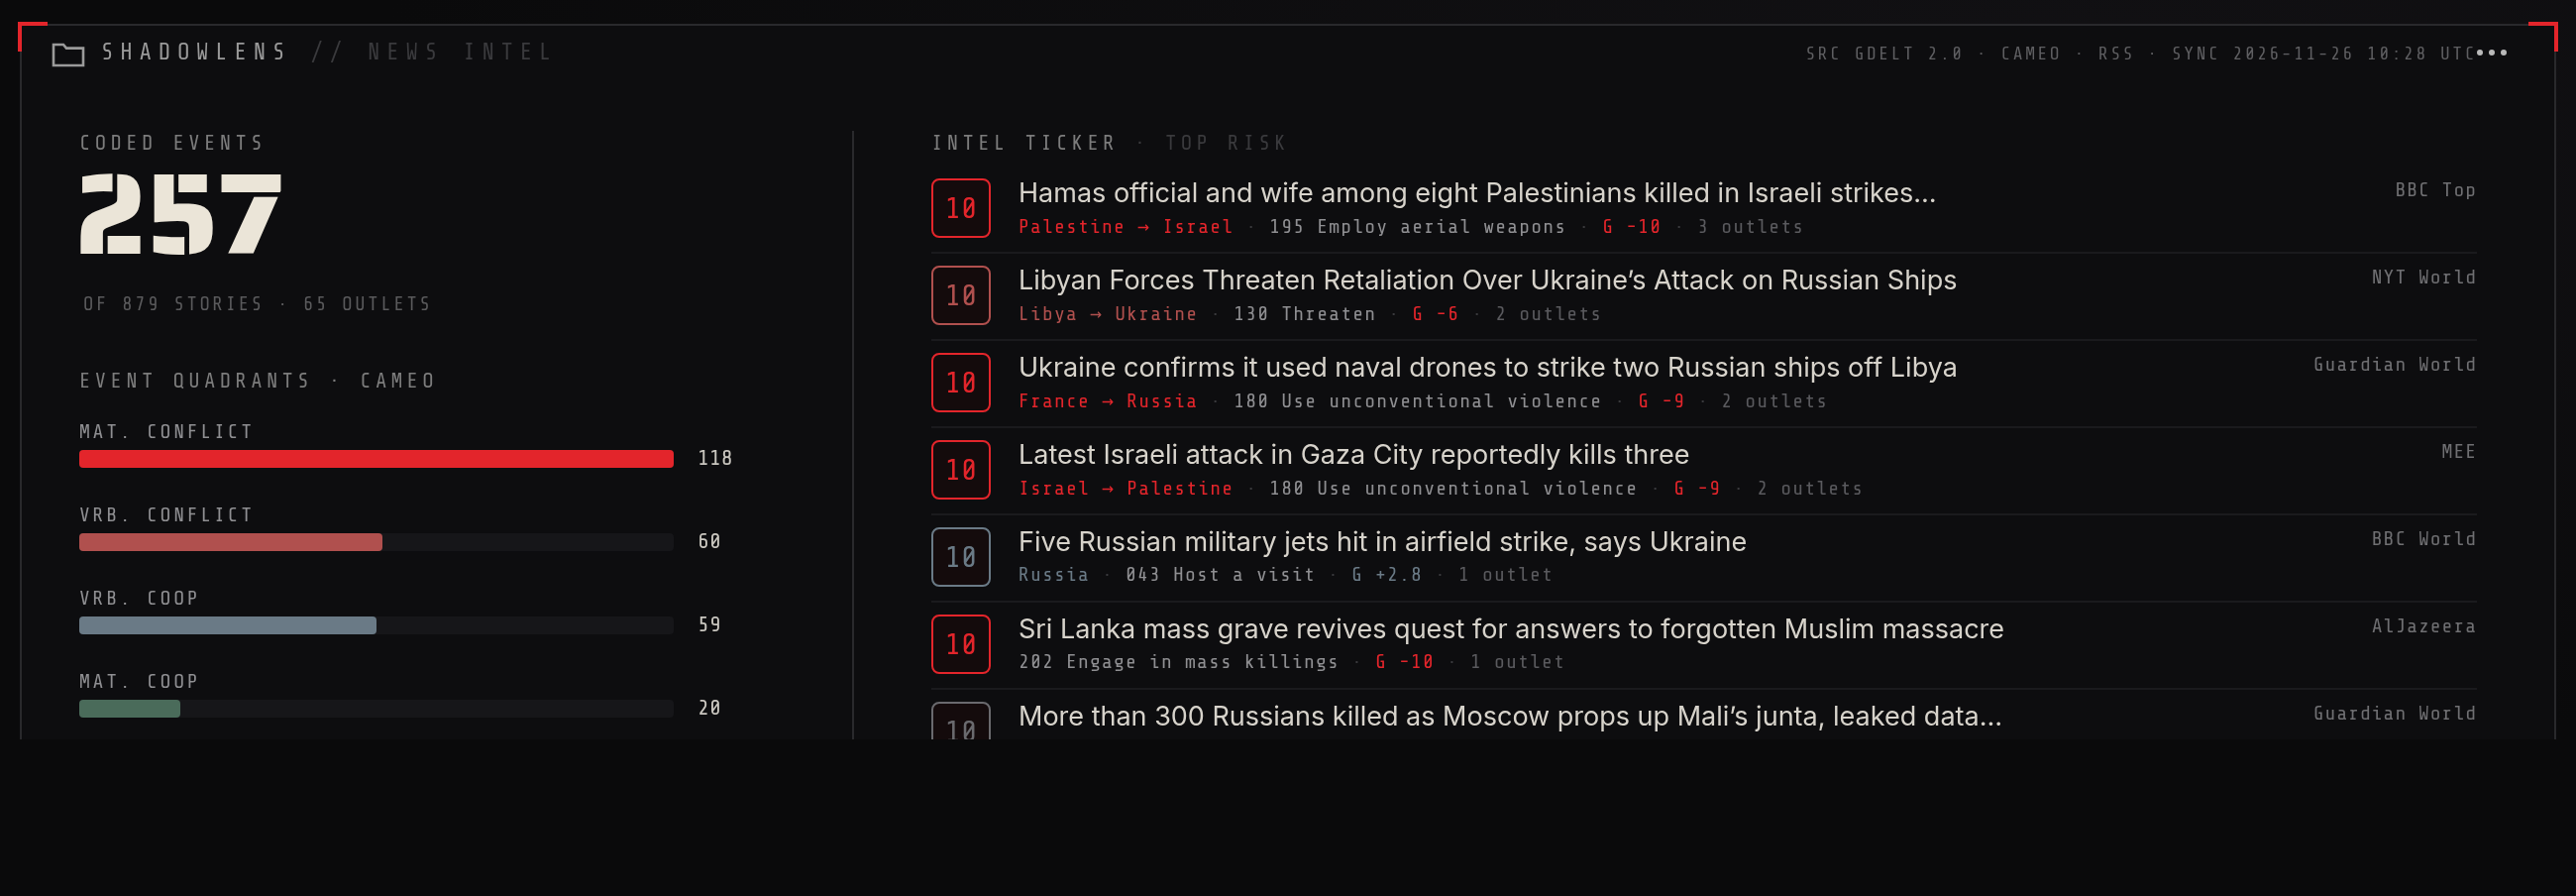 SHADOWLENS // NEWS INTEL
SRC GDELT 2.0 · CAMEO · RSS · SYNC 2026-11-26 10:28 UTC
CODED EVENTS
257
OF 879 STORIES · 65 OUTLETS
EVENT QUADRANTS · CAMEO
MAT. CONFLICT
118
VRB. CONFLICT
60
VRB. COOP
59
MAT. COOP
20
INTEL TICKER · TOP RISK
10 Hamas official and wife among eight Palestinians killed in Israeli strikes... BBC Top
Palestine → Israel · 195 Employ aerial weapons · G -10 · 3 outlets
10 Libyan Forces Threaten Retaliation Over Ukraine’s Attack on Russian Ships NYT World
Libya → Ukraine · 130 Threaten · G -6 · 2 outlets
10 Ukraine confirms it used naval drones to strike two Russian ships off Libya Guardian World
France → Russia · 180 Use unconventional violence · G -9 · 2 outlets
10 Latest Israeli attack in Gaza City reportedly kills three MEE
Israel → Palestine · 180 Use unconventional violence · G -9 · 2 outlets
10 Five Russian military jets hit in airfield strike, says Ukraine BBC World
Russia · 043 Host a visit · G +2.8 · 1 outlet
10 Sri Lanka mass grave revives quest for answers to forgotten Muslim massacre AlJazeera
202 Engage in mass killings · G -10 · 1 outlet
10 More than 300 Russians killed as Moscow props up Mali’s junta, leaked data... Guardian World